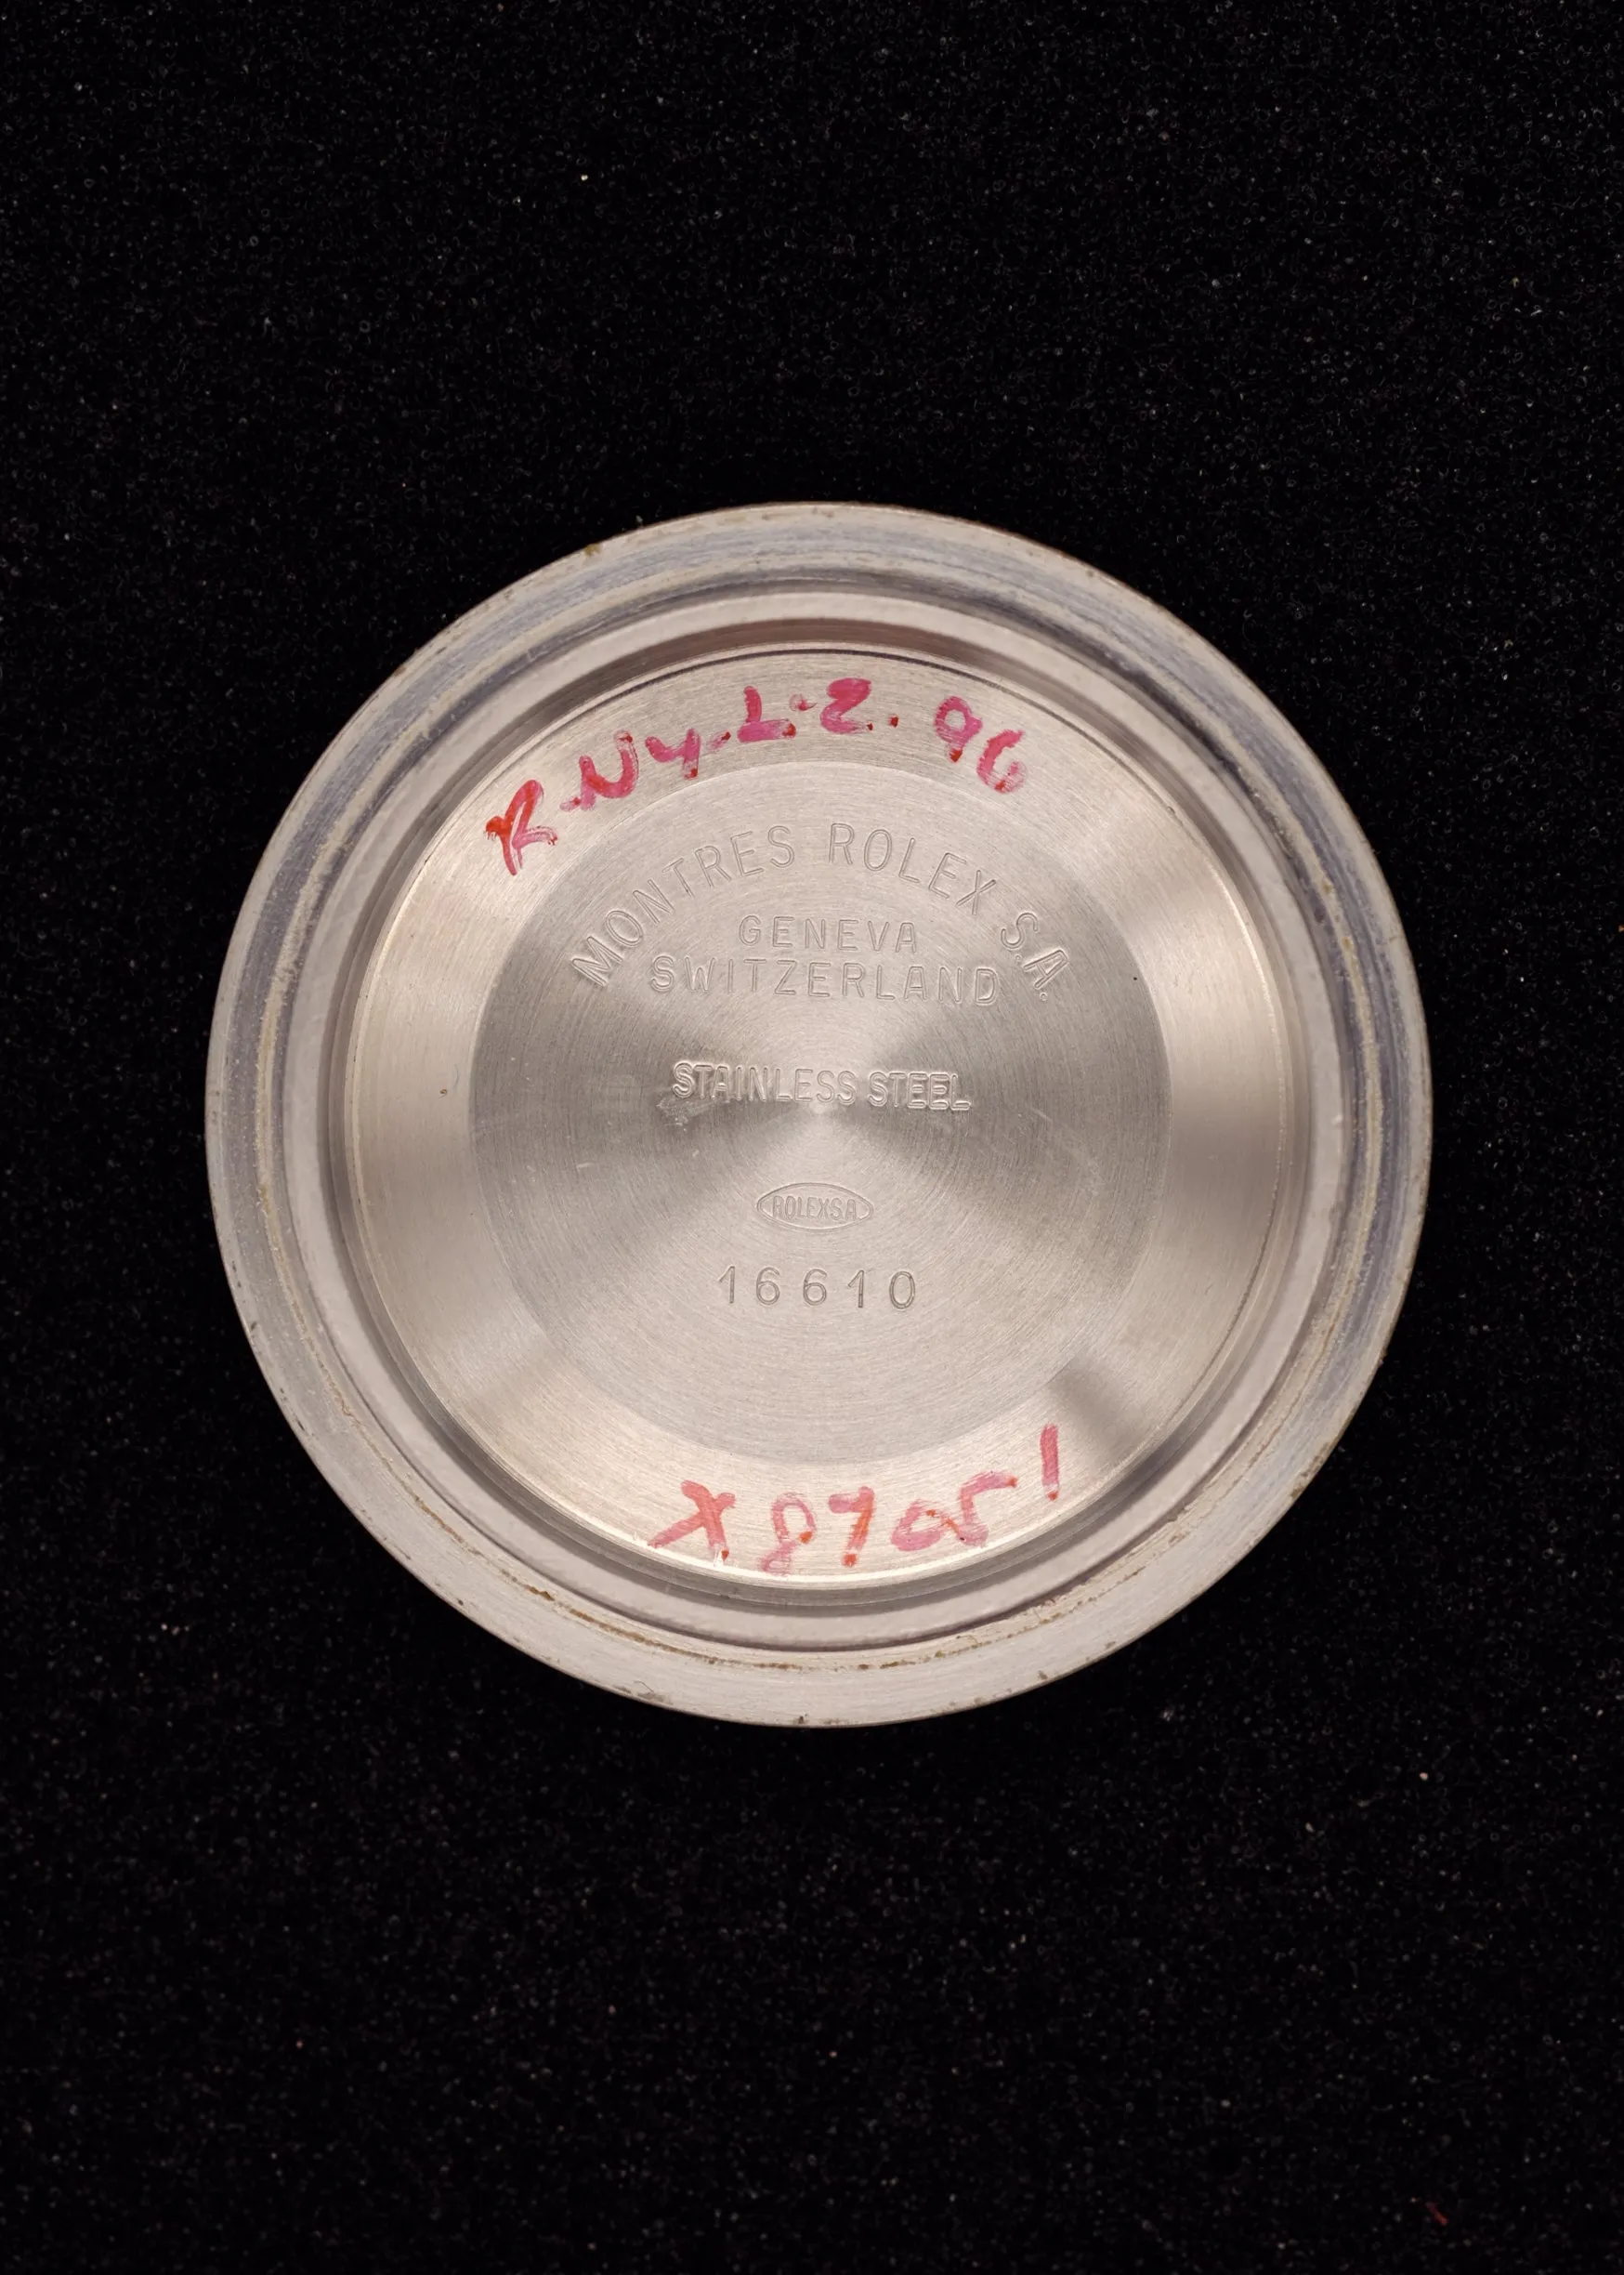 R.NY.L.2.96
MONTRES ROLEX S.A.
GENEVA
SWITZERLAND
STAINLESS STEEL
ROLEXSA
16610